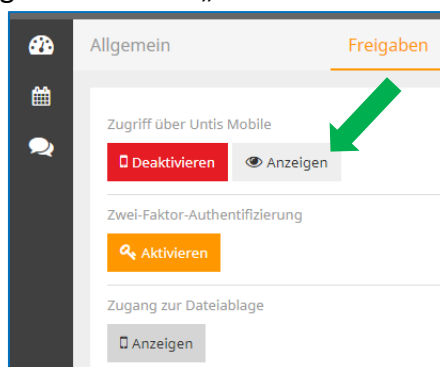 Allgemein Freigaben
Zugriff über Untis Mobile
Deaktivieren Anzeigen
Zwei-Faktor-Authentifizierung
Aktivieren
Zugang zur Dateiablage
Anzeigen